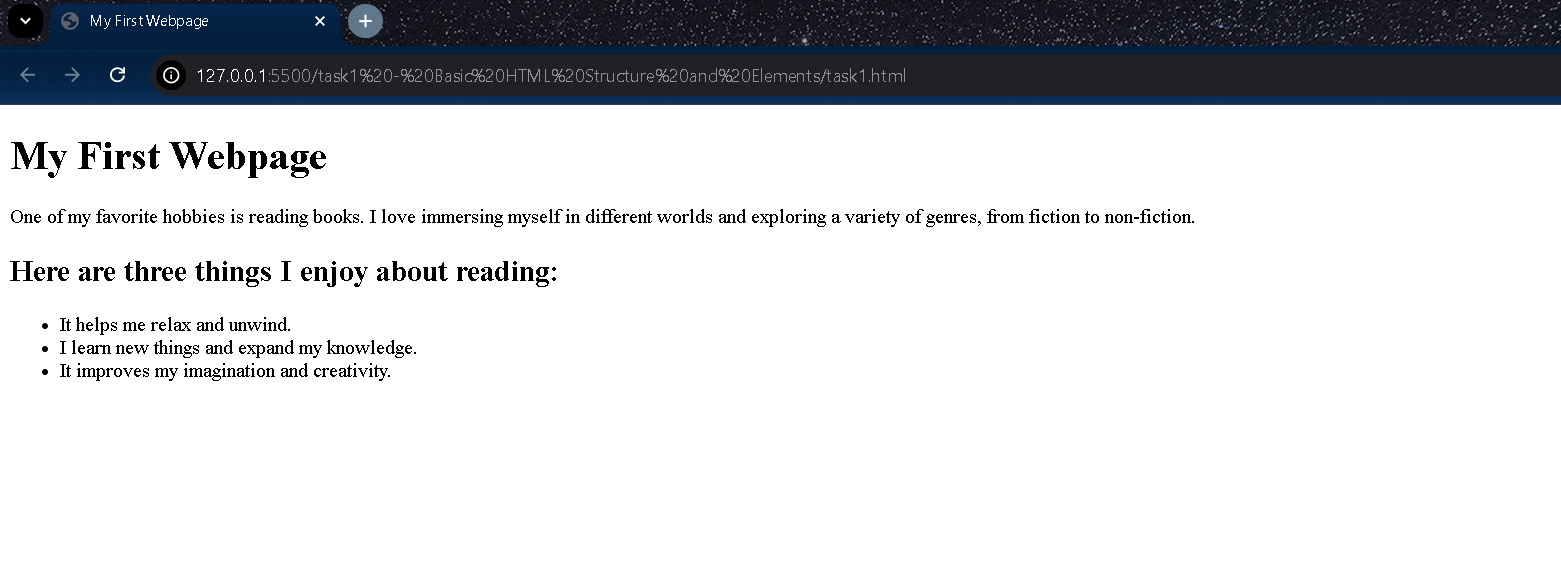 My First Webpage
127.0.0.1:5500/task1%20-%20Basic%20HTML%20Structure%20and%20Elements/task1.html
My First Webpage
One of my favorite hobbies is reading books. I love immersing myself in different worlds and exploring a variety of genres, from fiction to non-fiction.
Here are three things I enjoy about reading:
It helps me relax and unwind.
I learn new things and expand my knowledge.
It improves my imagination and creativity.